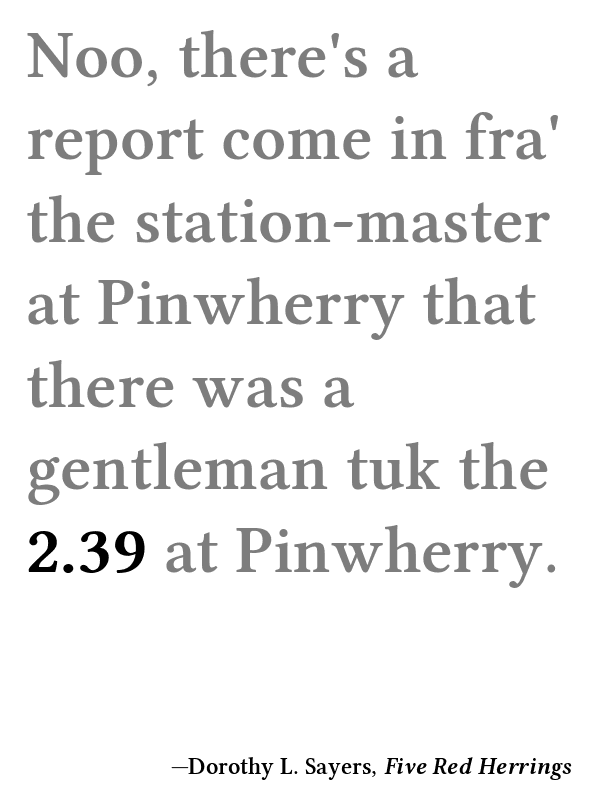 Noo, there's a
report come in fra'
the station-master
at Pinwherry that
there was a
gentleman tuk the
2.39 at Pinwherry.
—Dorothy L. Sayers, Five Red Herrings